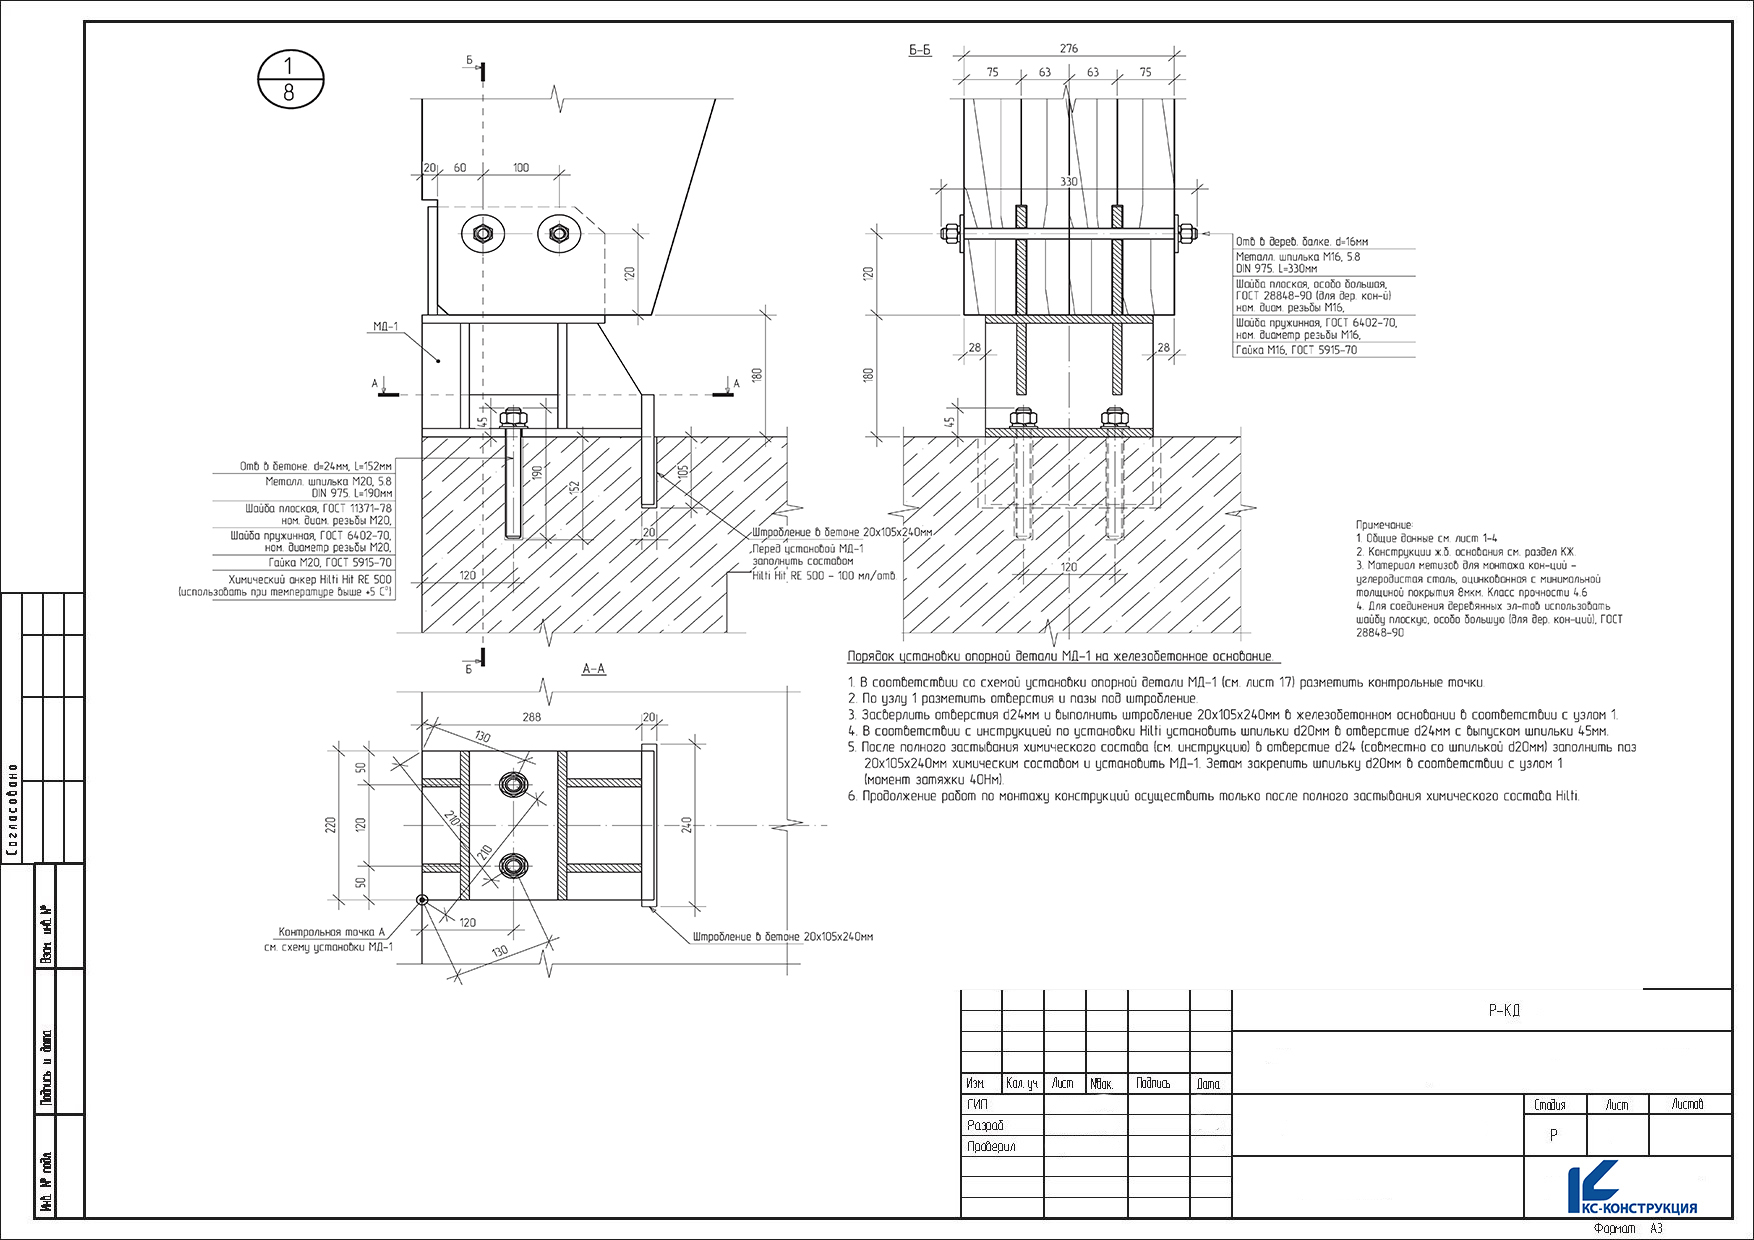 1
8
Б
20
60
100
120
МД-1
А
А
180
45
190
152
105
20
120
Отв в бетоне. d=24мм, L=152мм
Металл. шпилька М20, 5.8
DIN 975. L=190мм
Шайба плоская, ГОСТ 11371-78
ном. диам. резьбы М20,
Шайба пружинная, ГОСТ 6402-70,
ном. диаметр резьбы М20,
Гайка М20, ГОСТ 5915-70
Химический анкер Hilti Hit RE 500
(использовать при температуре выше +5 С°)
Штробление в бетоне 20х105х240мм
Перед установой МД-1
заполнить составом
Hilti Hit RE 500 - 100 мл/отв.
Б
Б-Б
276
75
63
63
75
330
120
28
28
180
45
120
Отв в дерев. балке. d=16мм
Металл. шпилька М16, 5.8
DIN 975. L=330мм
Шайба плоская, особо большая,
ГОСТ 28848-90 (для дер. кон-й)
ном. диам. резьбы М16,
Шайба пружинная, ГОСТ 6402-70,
ном. диаметр резьбы М16,
Гайка М16, ГОСТ 5915-70
Примечание:
1. Общие данные см. лист 1-4
2. Конструкции ж.б. основания см. раздел КЖ.
3. Материал метизов для монтажа кон-ций -
углеродистая сталь, оцинкованная с минимальной
толщиной покрытия 8мкм. Класс прочности 4.6
4. Для соединения деревянных эл-тов использовать
шайбу плоскую, особо большую (для дер. кон-ций), ГОСТ
28848-90
Порядок установки опорной детали МД-1 на железобетонное основание.
1. В соответствии со схемой установки опорной детали МД-1 (см. лист 17) разметить контрольные точки.
2. По узлу 1 разметить отверстия и пазы под штробление.
3. Засверлить отверстия d24мм и выполнить штробление 20х105х240мм в железобетонном основании в соответствии с узлом 1.
4. В соответствии с инструкцией по установки Hilti установить шпильки d20мм в отверстие d24мм с выпуском шпильки 45мм.
5. После полного застывания химического состава (см. инструкцию) в отверстие d24 (совместно со шпилькой d20мм) заполнить паз
20х105х240мм химическим составом и установить МД-1. Зетам закрепить шпильку d20мм в соответствии с узлом 1
(момент затяжки 40Нм).
6. Продолжение работ по монтажу конструкций осуществить только после полного застывания химического состава Hilti.
А-А
288
20
130
50
220
120
210
210
240
50
120
130
Контрольная точка А
см. схему установки МД-1
Штробление в бетоне 20х105х240мм
Согласовано
Взам. инв. №
Подпись и дата
Инв. № подл.
Р-КД
Изм.
Кол. уч.
Лист
№док.
Подпись
Дата
ГИП
Разраб
Проверил
Стадия
Лист
Листов
Р
КС-КОНСТРУКЦИЯ
Формат А3